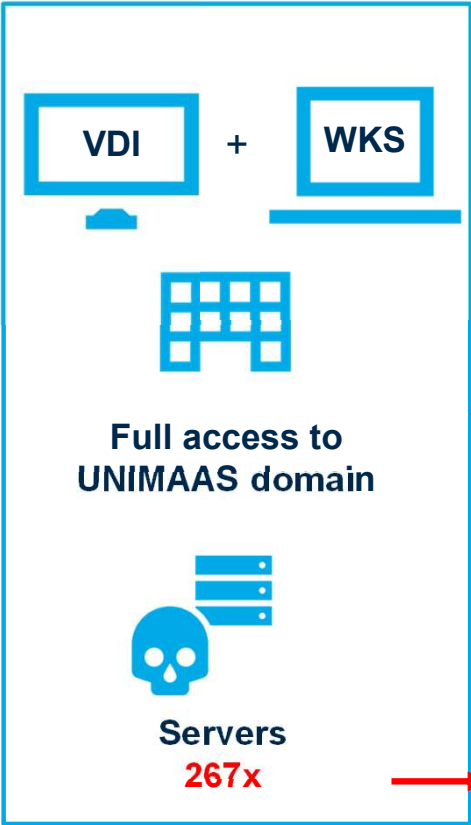 VDI + WKS
Full access to
UNIMAAS domain
Servers
267x